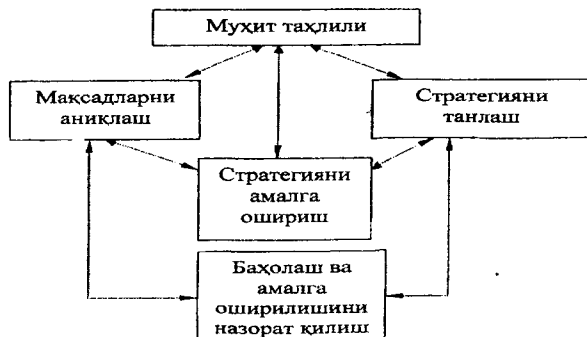 Муҳит таҳлили
Мақсадларни
аниқлаш
Стратегияни
танлаш
Стратегияни
амалга
ошириш
Баҳолаш ва
амалга
оширилишини
назорат қилиш